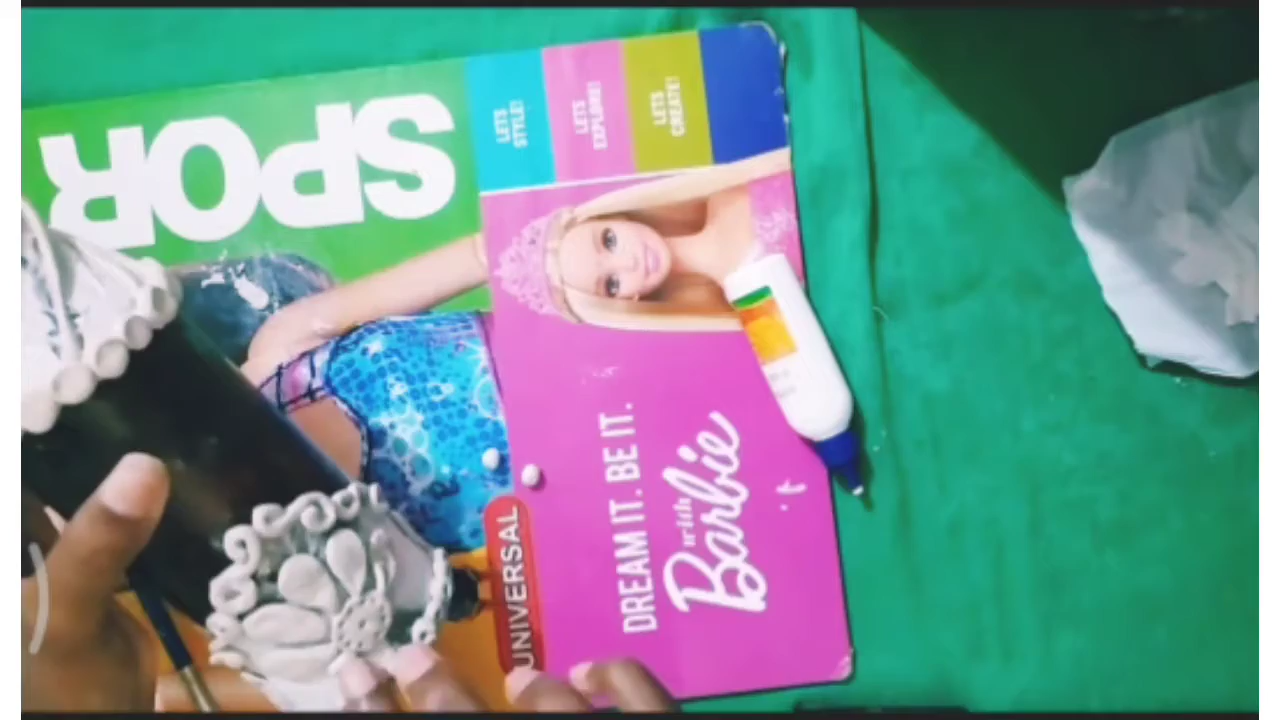 SPOR
LETS
STYLE!
LETS
EXPLORE!
LETS
CREATE!
DREAM IT. BE IT.
with
Barbie
UNIVERSAL